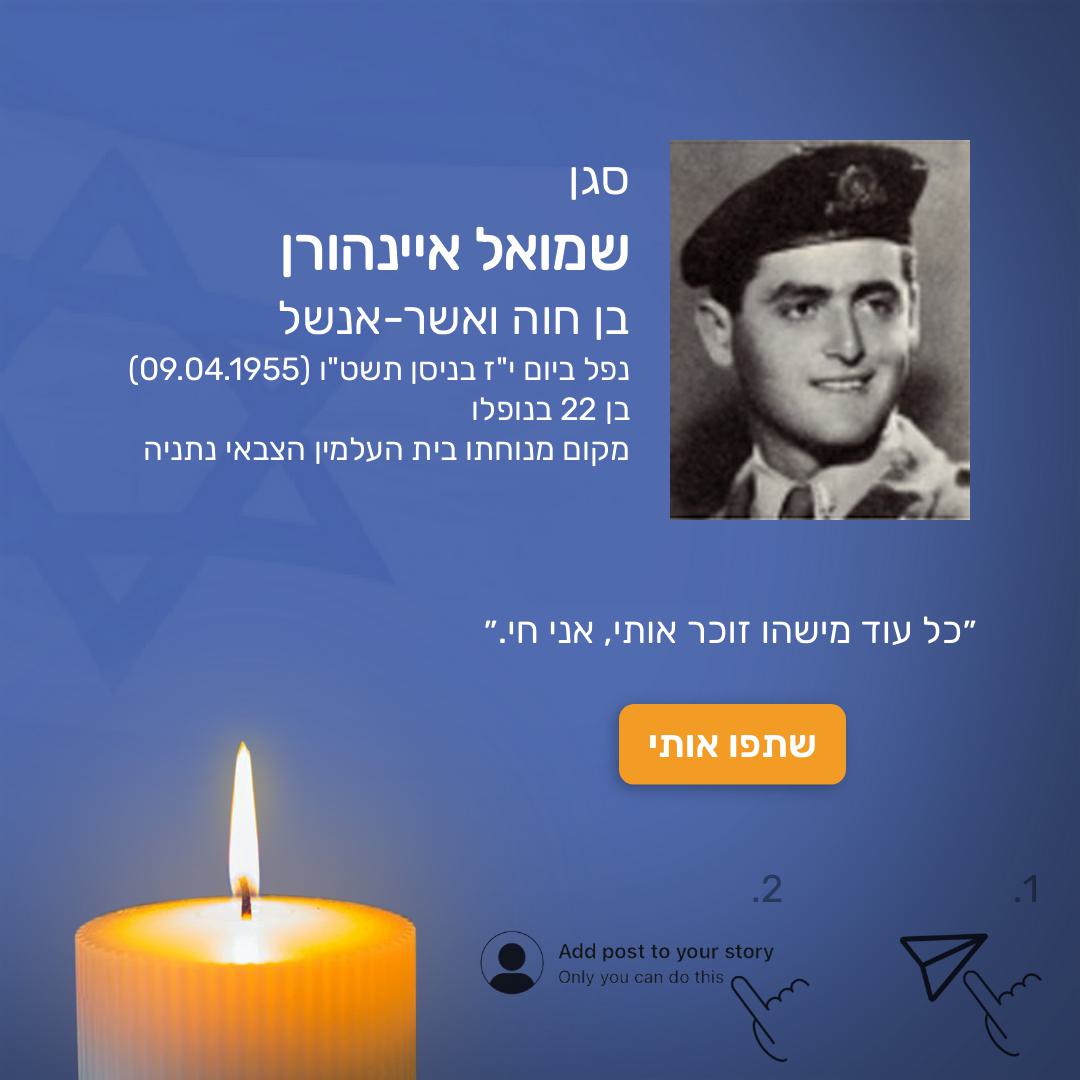 סגן
שמואל איינהורן
בן חוה ואשר-אנשל
נפל ביום י"ז בניסן תשט"ו (09.04.1955)
בן 22 בנופלו
מקום מנוחתו בית העלמין הצבאי נתניה
״כל עוד מישהו זוכר אותי, אני חי.״
שתפו אותי
1.
2.
Add post to your story
Only you can do this